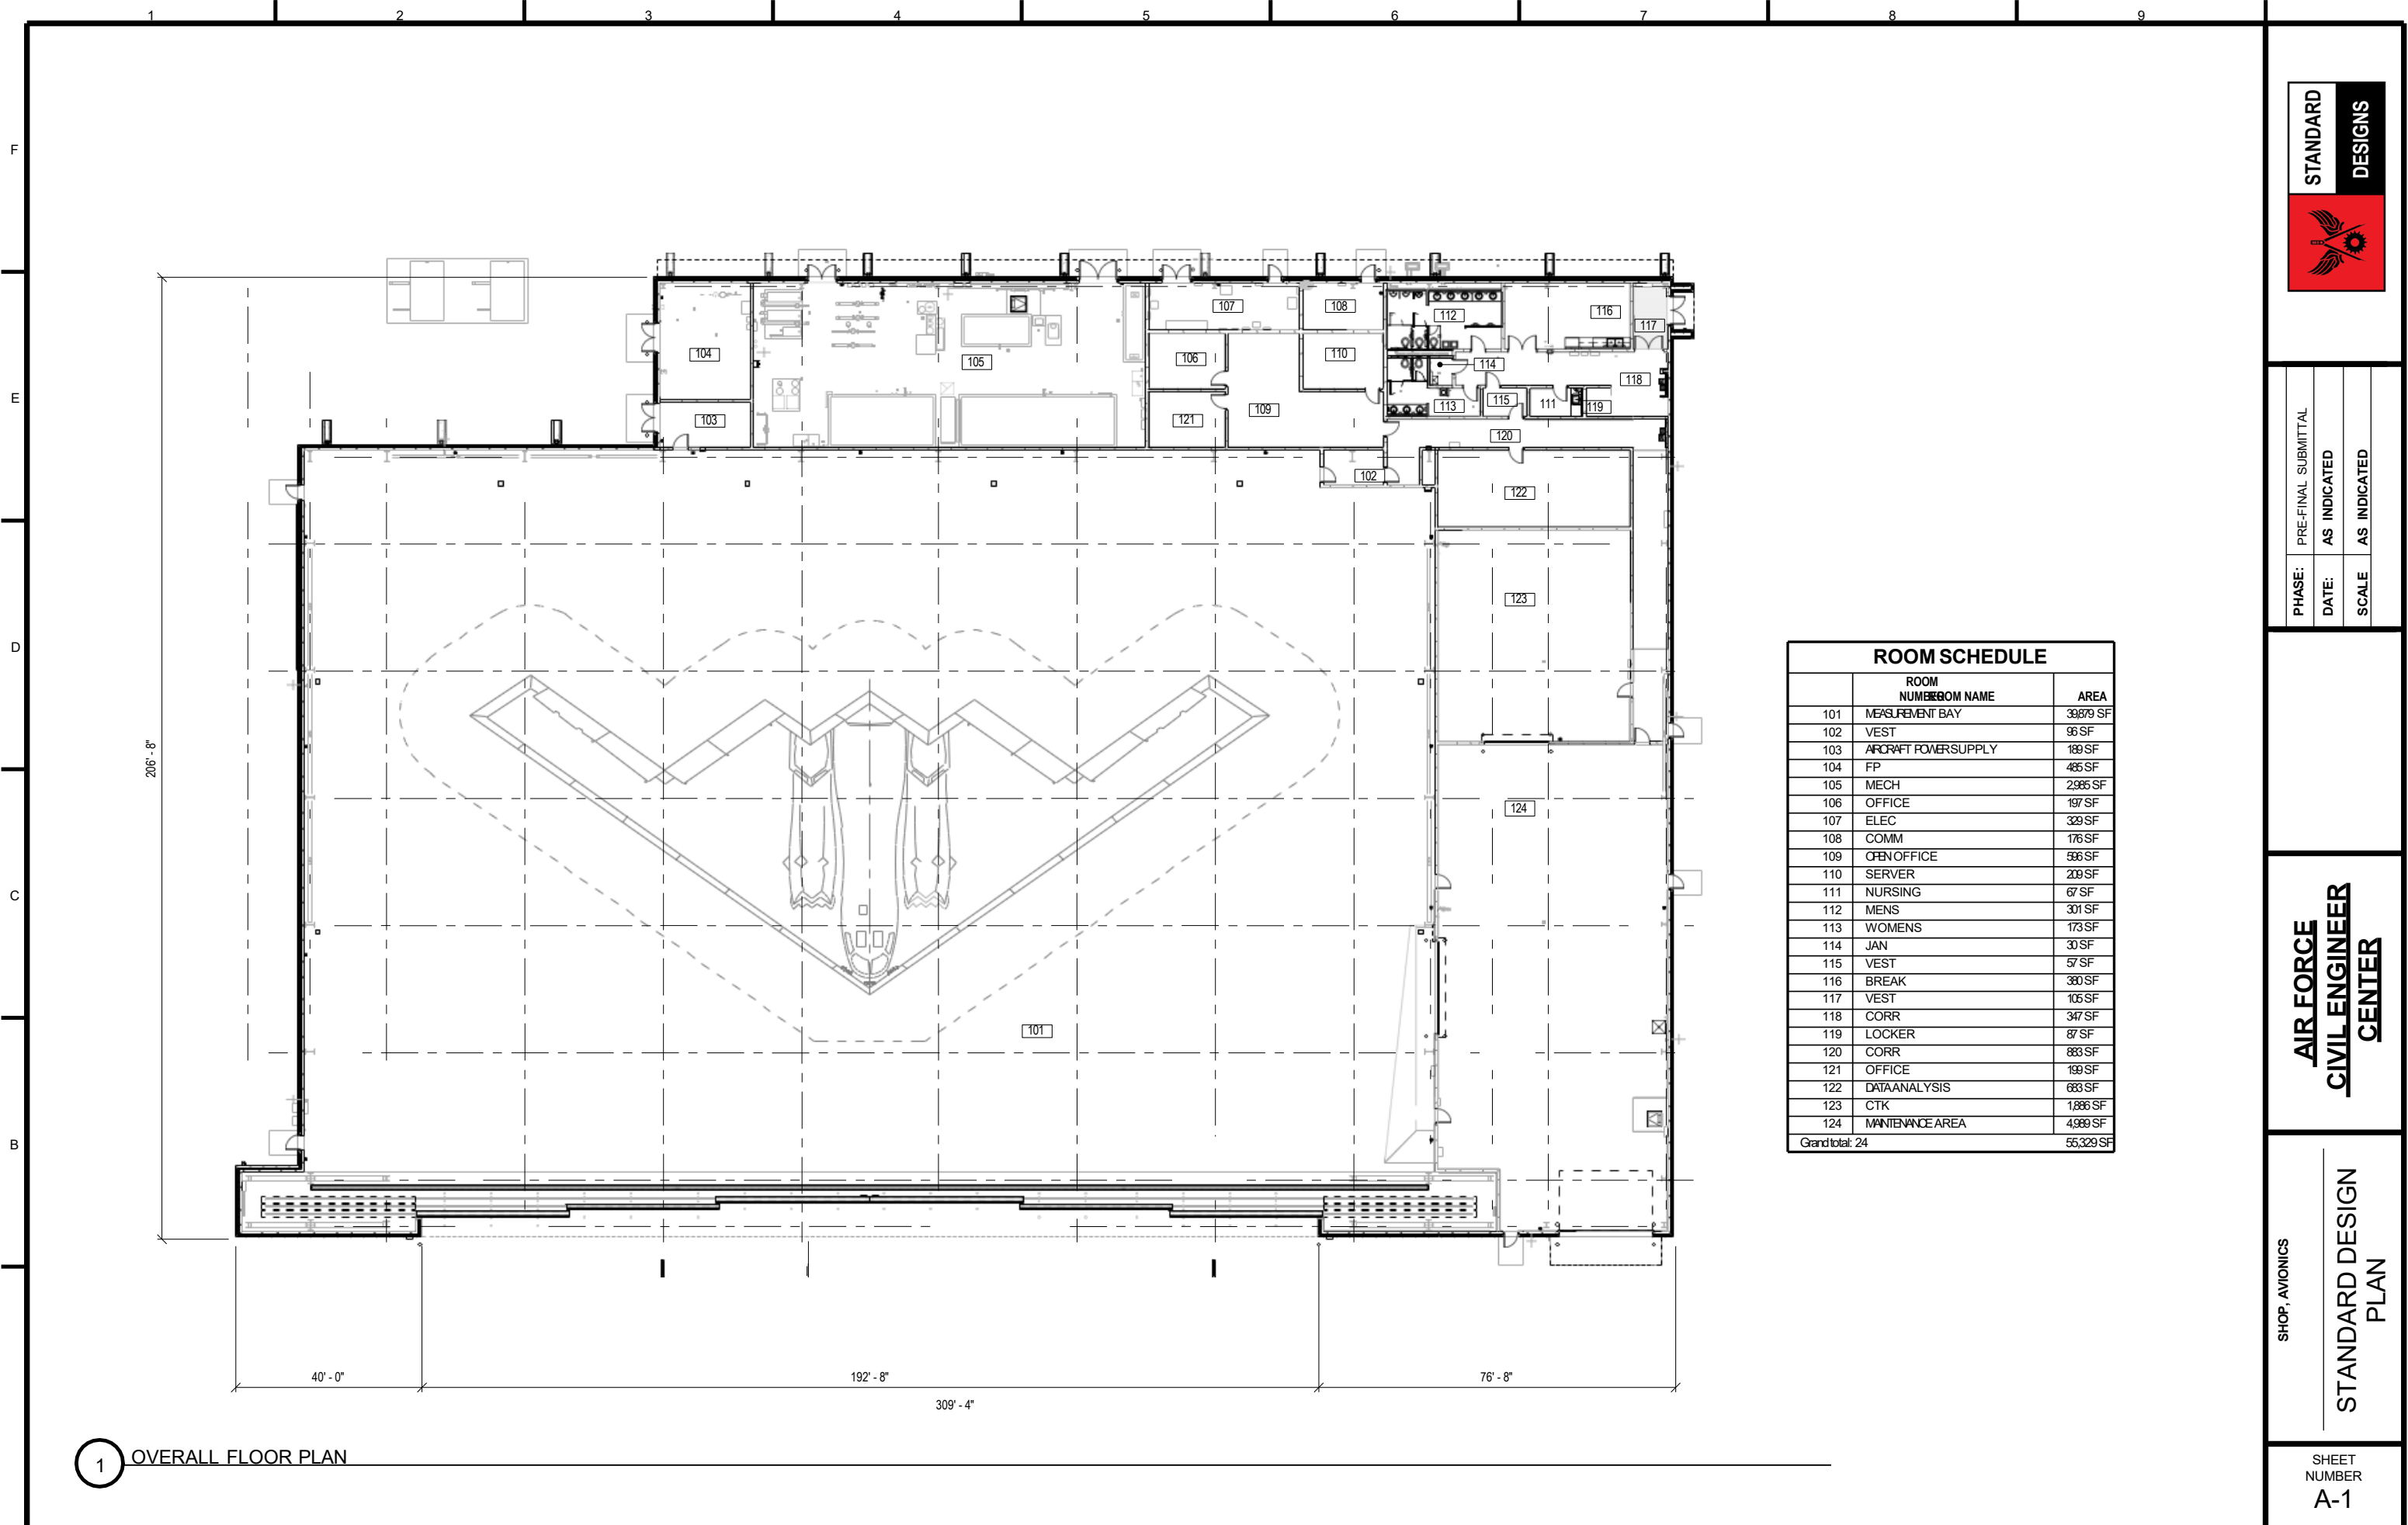 1 2 3 4 5 6 7 8 9
F
E
D
C
B
STANDARD
DESIGNS
PHASE: PRE-FINAL SUBMITTAL
DATE: AS INDICATED
SCALE AS INDICATED
AIR FORCE
CIVIL ENGINEER
CENTER
SHOP, AVIONICS
STANDARD DESIGN
PLAN
SHEET
NUMBER
A-1
107
108
116
112
117
104
106
110
105
114
118
103
121
109
113
115
111
119
120
102
122
123
124
101
206' - 8"
40' - 0"
192' - 8"
76' - 8"
309' - 4"
1 OVERALL FLOOR PLAN
ROOM SCHEDULE
ROOM
NUMBER ROOM NAME AREA
101 MEASUREMENT BAY 39,879 SF
102 VEST 96 SF
103 AIRCRAFT POWER SUPPLY 189 SF
104 FP 485 SF
105 MECH 2,985 SF
106 OFFICE 197 SF
107 ELEC 329 SF
108 COMM 176 SF
109 OPEN OFFICE 596 SF
110 SERVER 209 SF
111 NURSING 67 SF
112 MENS 301 SF
113 WOMENS 173 SF
114 JAN 30 SF
115 VEST 57 SF
116 BREAK 380 SF
117 VEST 105 SF
118 CORR 347 SF
119 LOCKER 87 SF
120 CORR 883 SF
121 OFFICE 199 SF
122 DATA ANALYSIS 683 SF
123 CTK 1,886 SF
124 MAINTENANCE AREA 4,989 SF
Grand total: 24 55,329 SF